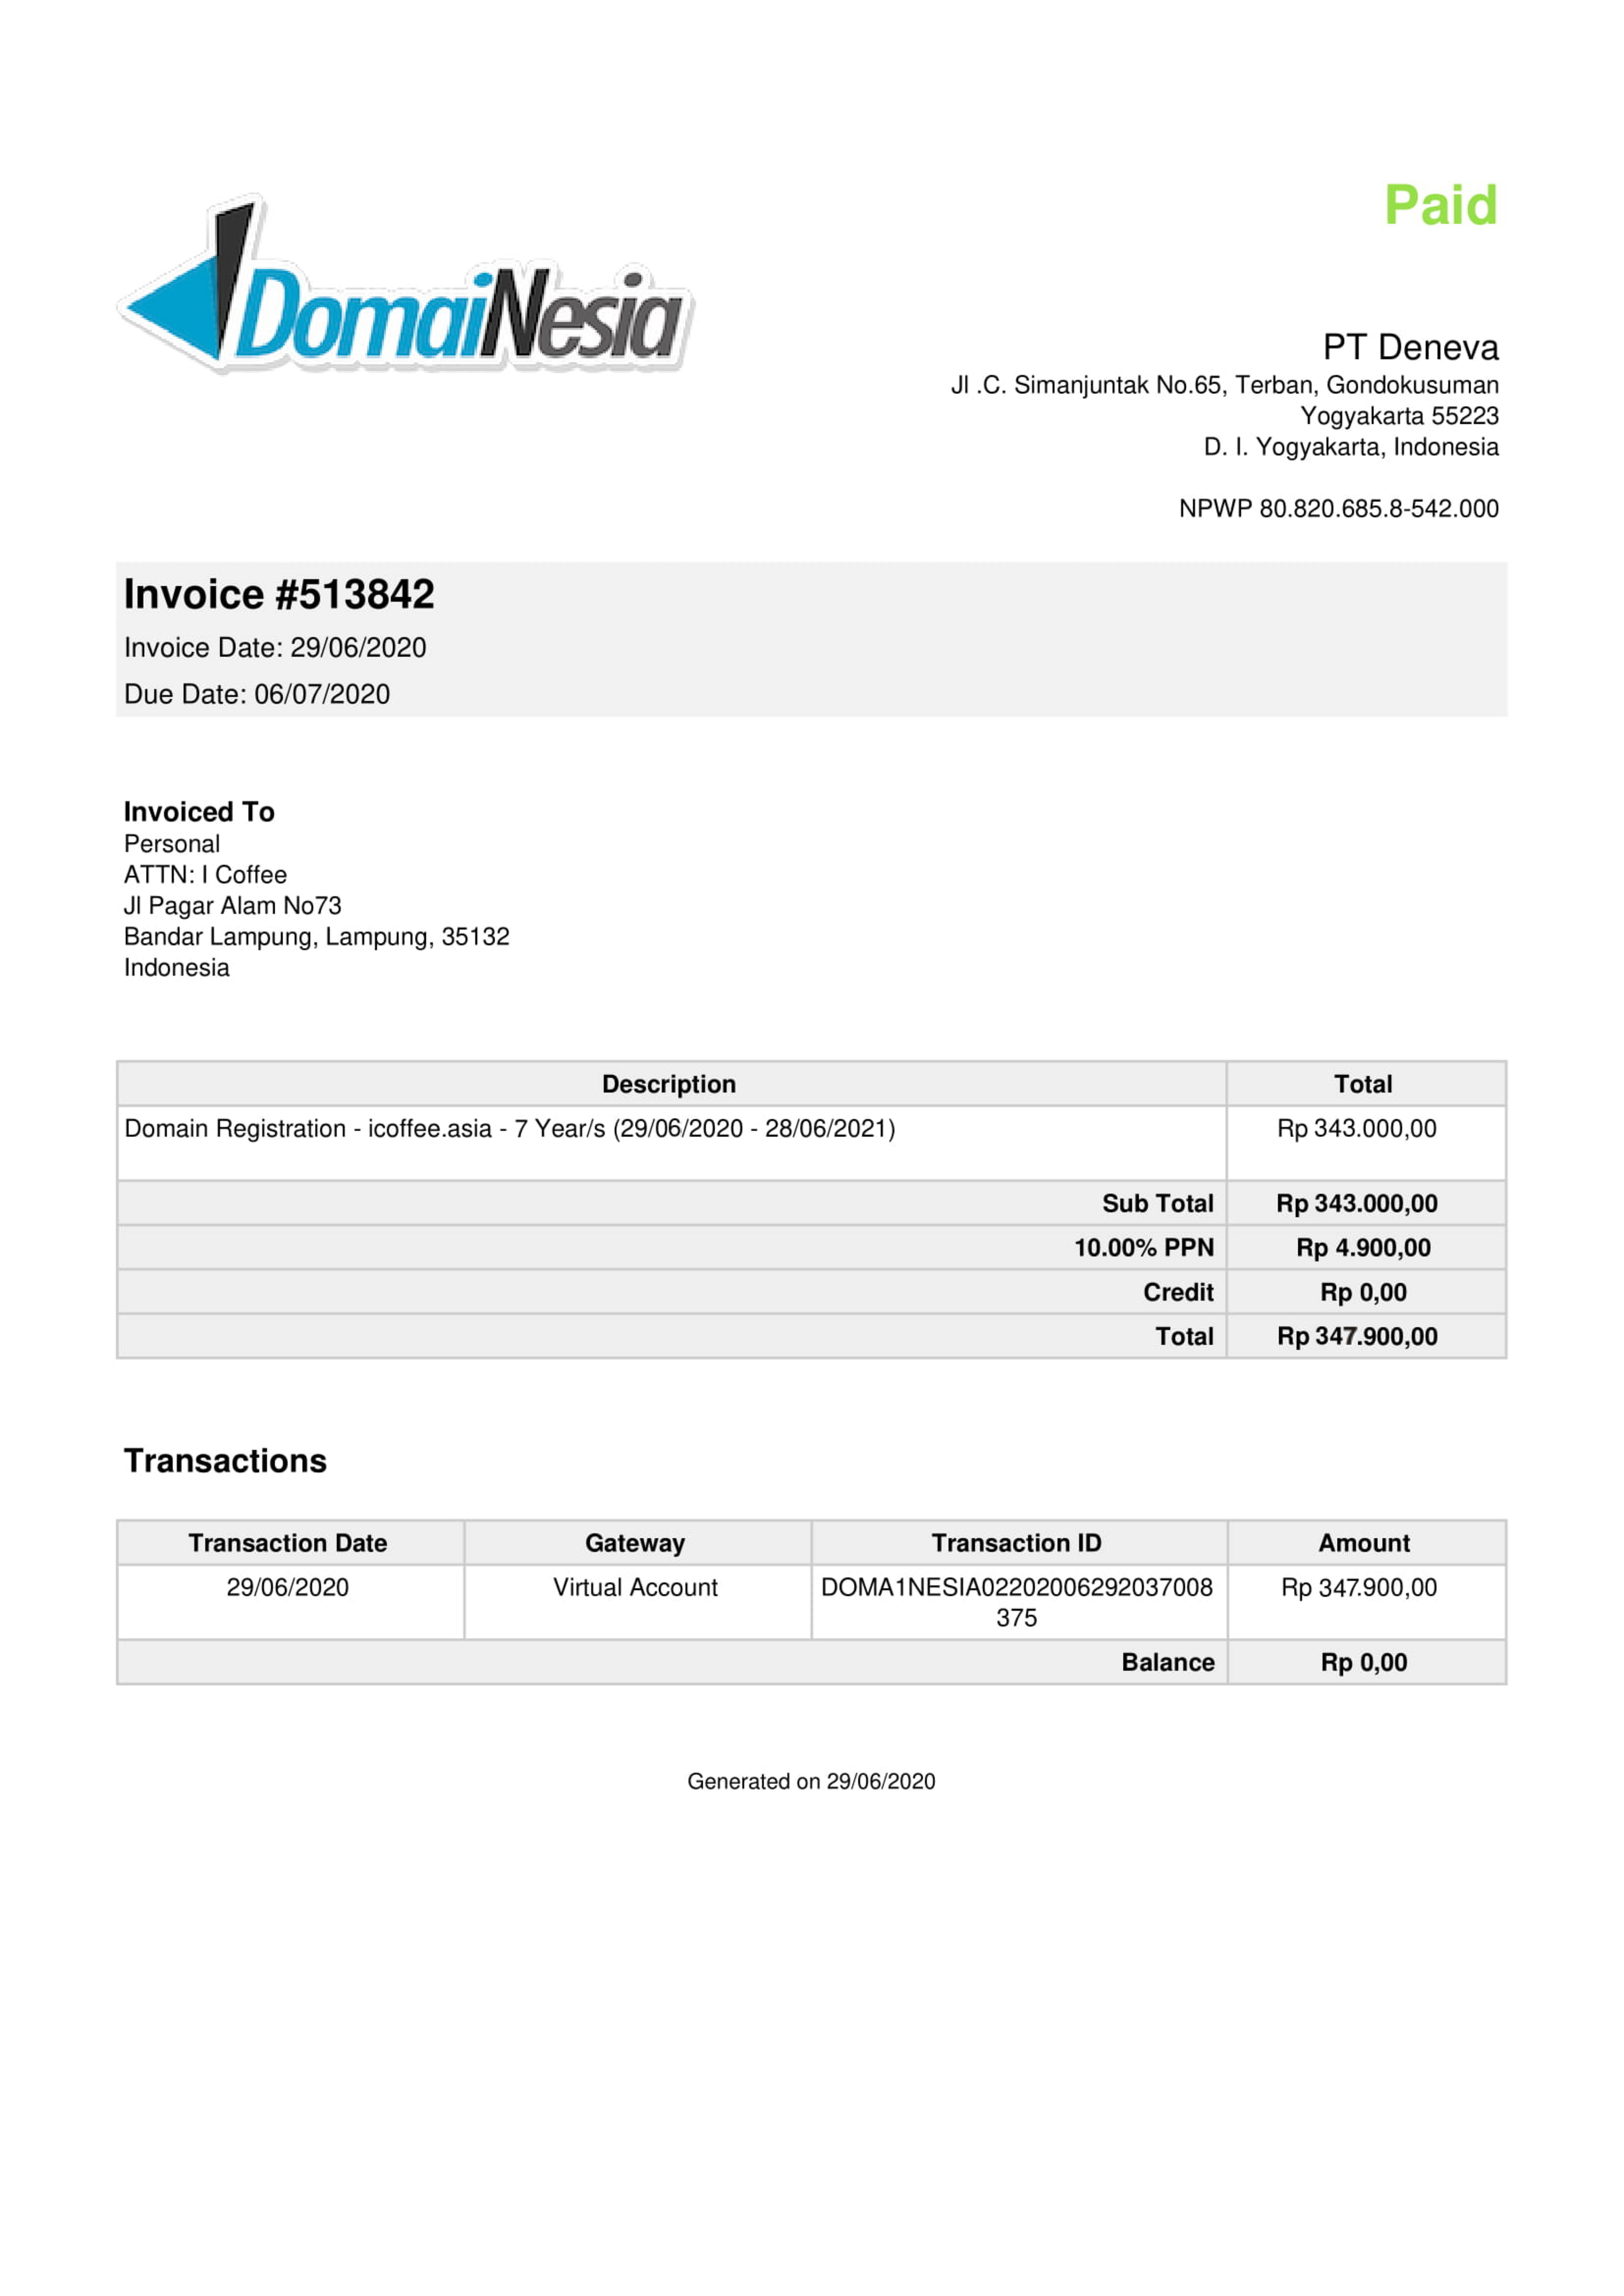 DomaiNesia
Paid
PT Deneva
Jl .C. Simanjuntak No.65, Terban, Gondokusuman
Yogyakarta 55223
D. I. Yogyakarta, Indonesia
NPWP 80.820.685.8-542.000
Invoice #513842
Invoice Date: 29/06/2020
Due Date: 06/07/2020
Invoiced To
Personal
ATTN: I Coffee
Jl Pagar Alam No73
Bandar Lampung, Lampung, 35132
Indonesia
Description Total
Domain Registration - icoffee.asia - 7 Year/s (29/06/2020 - 28/06/2021) Rp 343.000,00
Sub Total Rp 343.000,00
10.00% PPN Rp 4.900,00
Credit Rp 0,00
Total Rp 347.900,00
Transactions
Transaction Date Gateway Transaction ID Amount
29/06/2020 Virtual Account DOMA1NESIA02202006292037008 Rp 347.900,00
375
Balance Rp 0,00
Generated on 29/06/2020